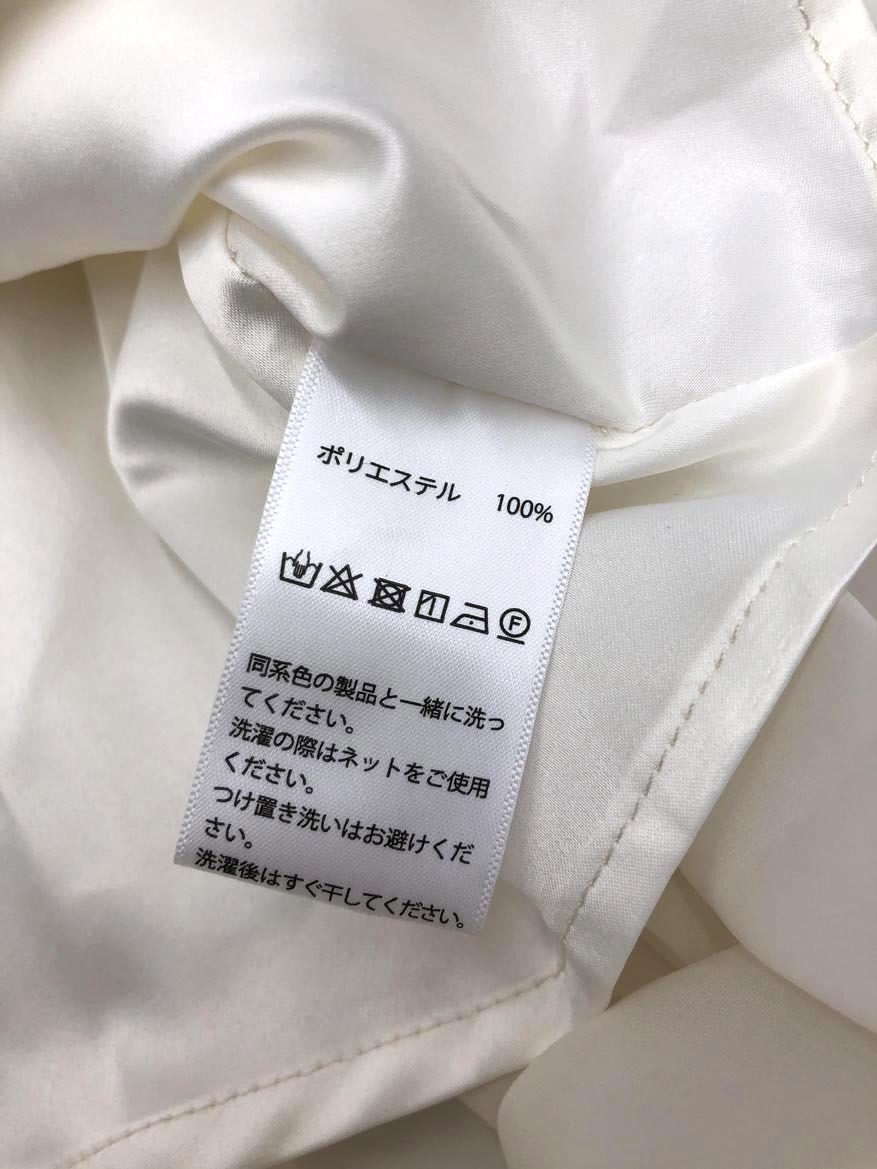 ポリエステル 100%
F
同系色の製品と一緒に洗っ
てください。
洗濯の際はネットをご使用
ください。
つけ置き洗いはお避けくだ
さい。
洗濯後はすぐ干してください。